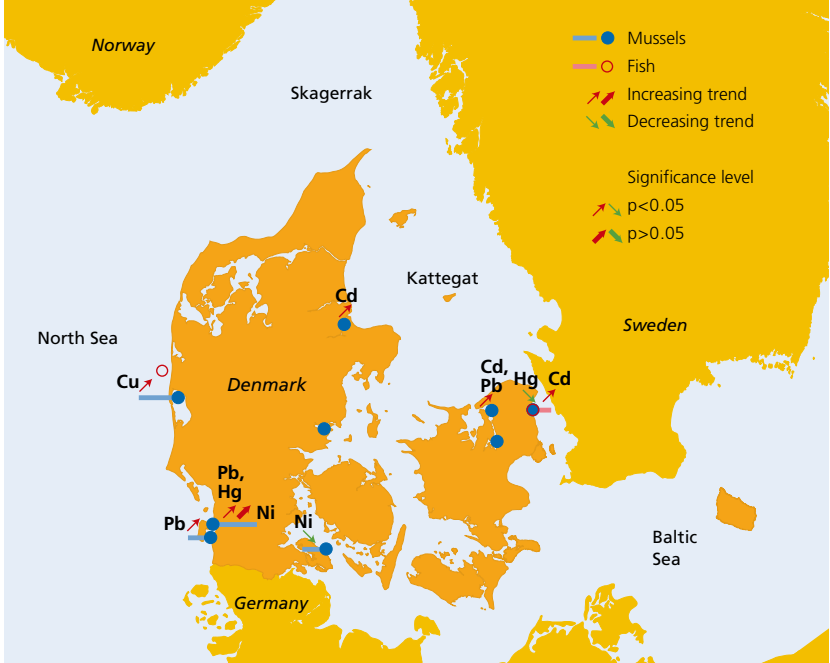 Norway
Skagerrak
Mussels
Fish
Increasing trend
Decreasing trend
Significance level
p<0.05
p>0.05
Kattegat
Cd
North Sea
Sweden
Cu
Denmark
Cd,
Pb
Hg
Cd
Pb,
Hg
Ni
Pb
Ni
Baltic
Sea
Germany